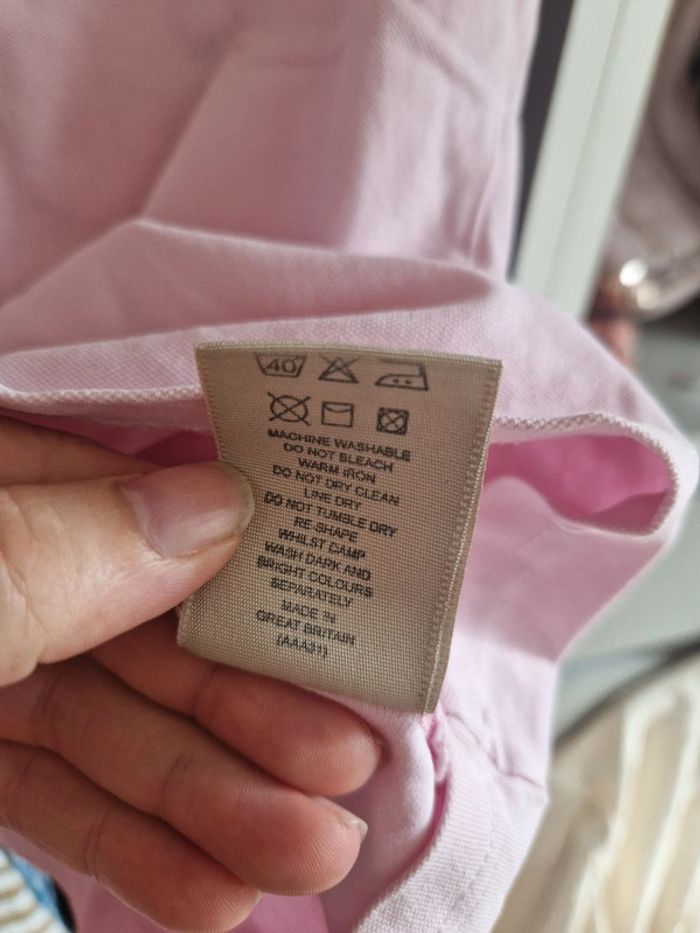 40
MACHINE WASHABLE
DO NOT BLEACH
WARM IRON
DO NOT DRY CLEAN
LINE DRY
DO NOT TUMBLE DRY
RE-SHAPE
WHILST DAMP
WASH DARK AND
BRIGHT COLOURS
SEPARATELY
MADE IN
GREAT BRITAIN
(AAA31)